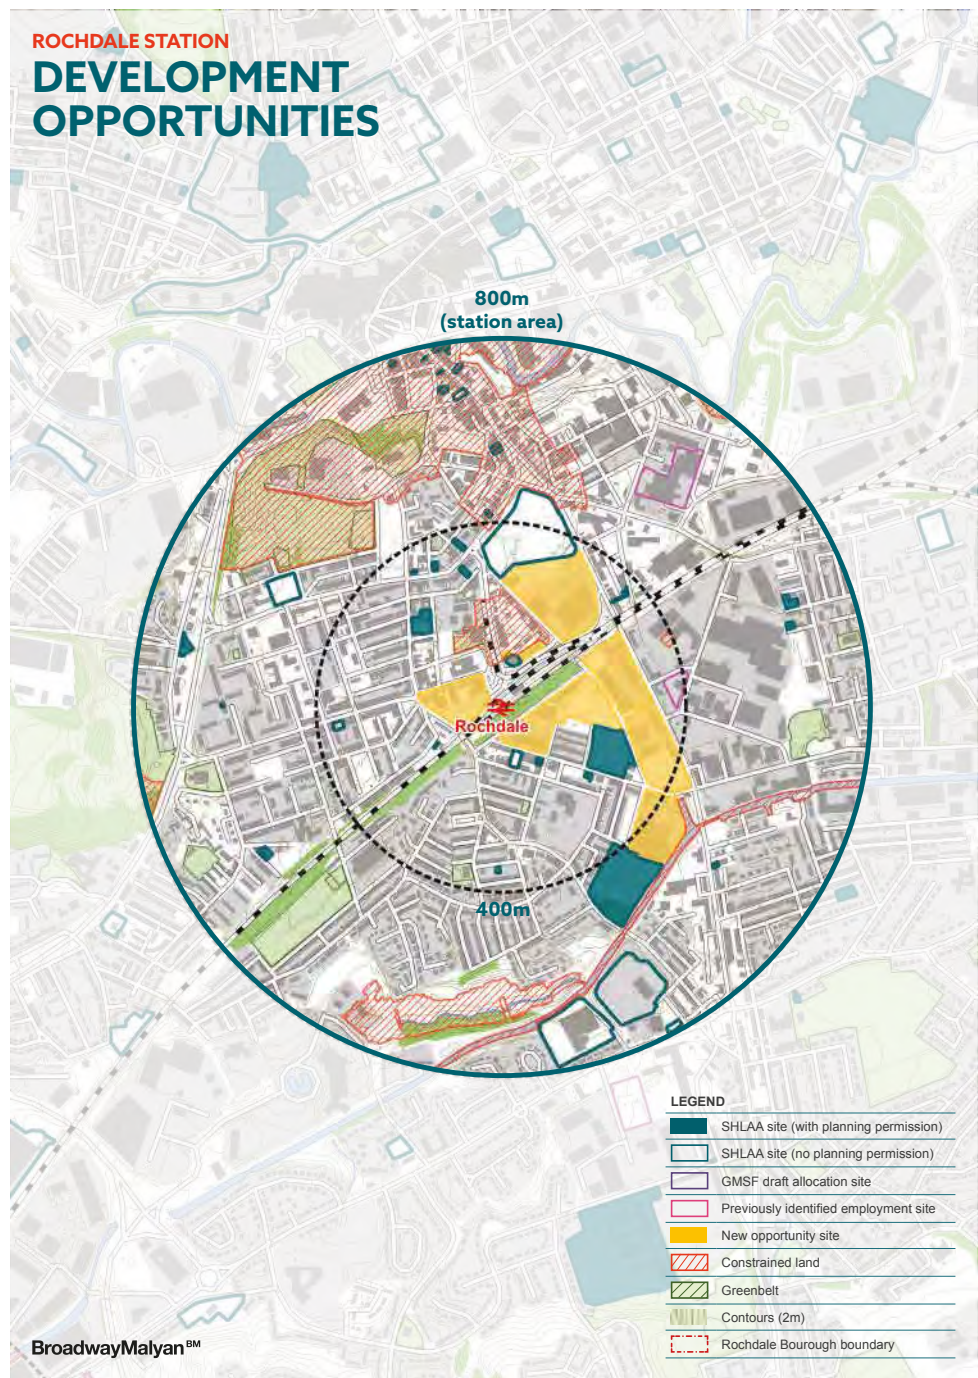 ROCHDALE STATION
DEVELOPMENT
OPPORTUNITIES
800m
(station area)
Rochdale
400m
LEGEND
SHLAA site (with planning permission)
SHLAA site (no planning permission)
GMSF draft allocation site
Previously identified employment site
New opportunity site
Constrained land
Greenbelt
Contours (2m)
Rochdale Bourough boundary
BroadwayMalyan BM